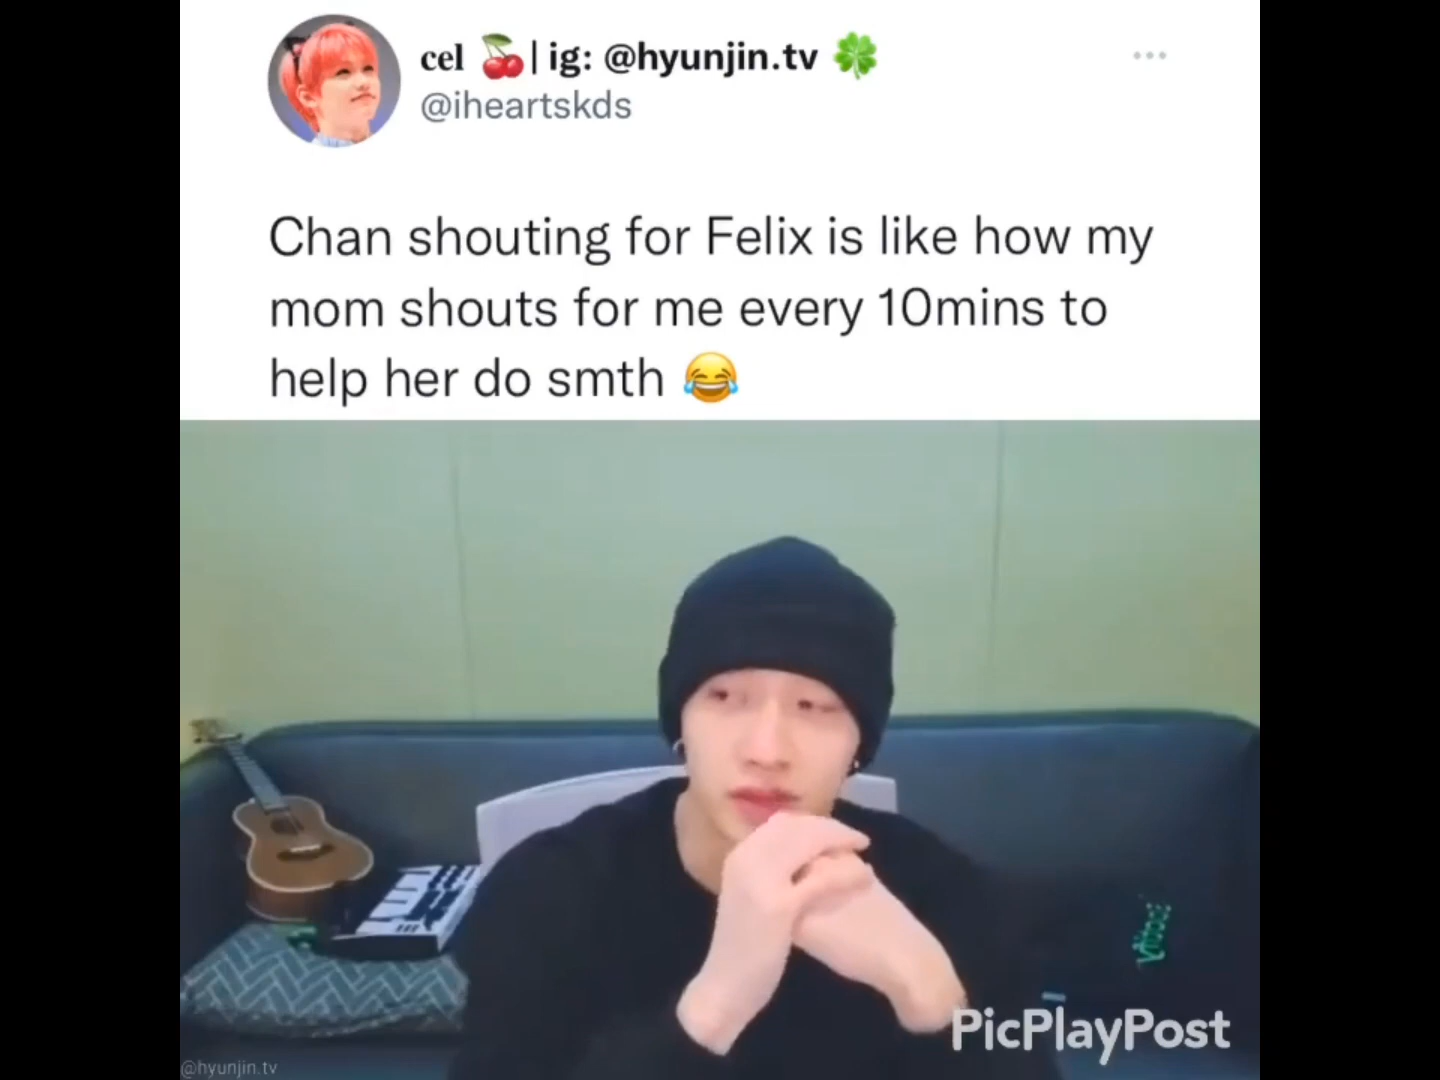 cel 🍒| ig: @hyunjin.tv 🍀
@iheartskds
Chan shouting for Felix is like how my
mom shouts for me every 10mins to
help her do smth 😂
PicPlayPost
@hyunjin.tv